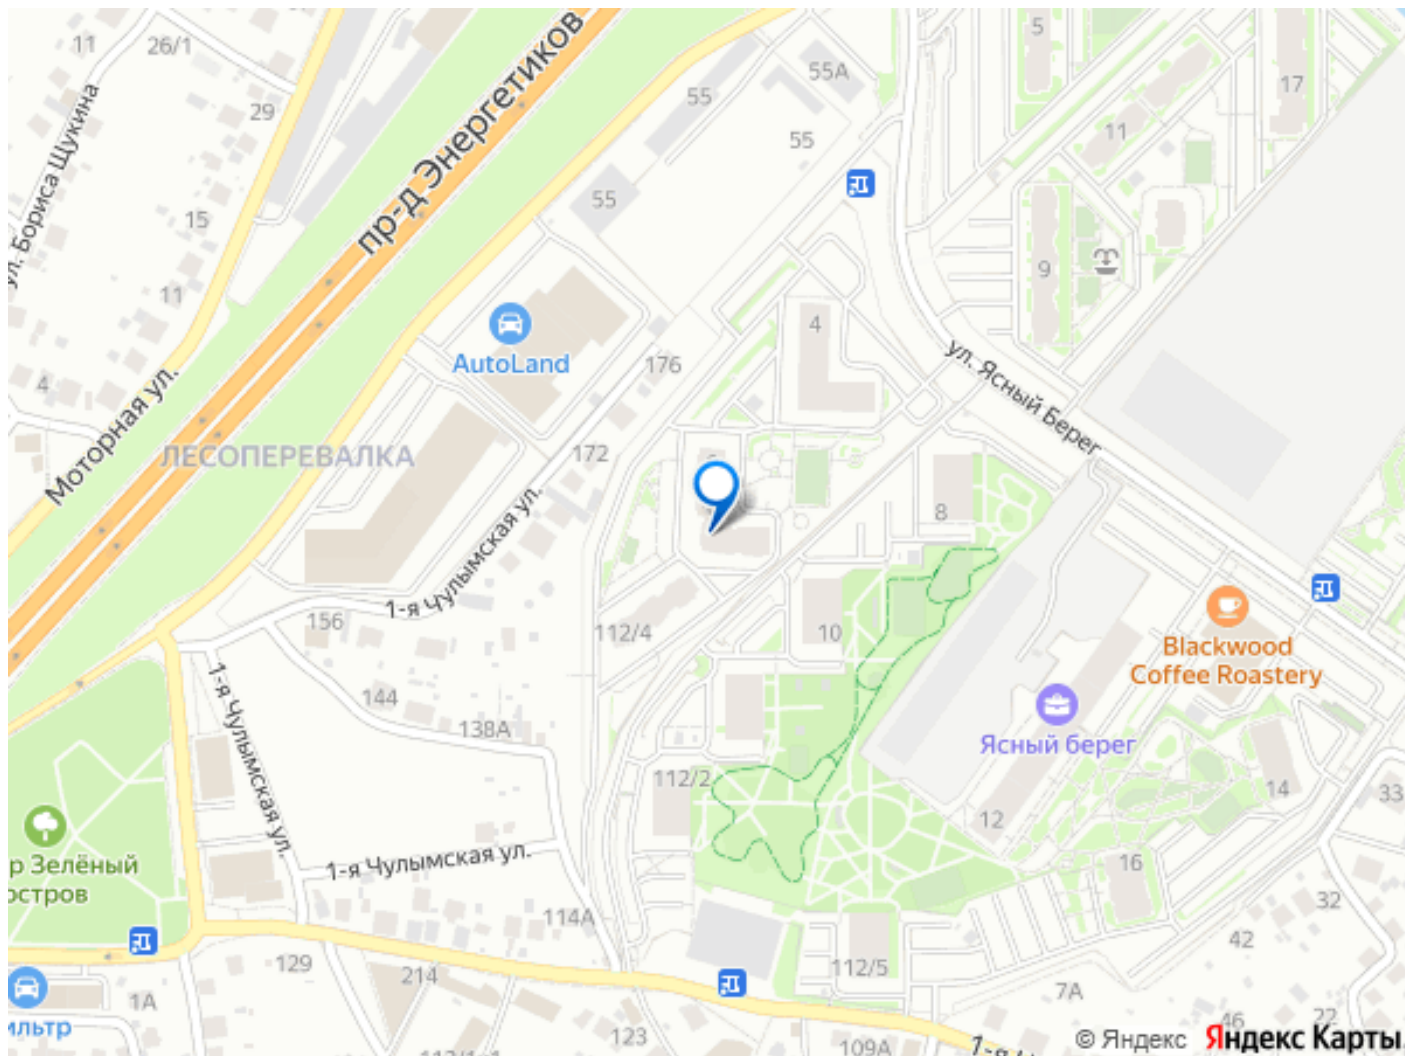 11
26/1
5
55А
17
55
29
11
ул. Бориса Щукина
пр-д Энергетиков
55
15
55
9
11
4
AutoLand
176
ул. Ясный Берег
4
Моторная ул.
ЛЕСОПЕРЕВАЛКА
172
8
1-я Чулымская ул.
156
112/4
10
Blackwood
Coffee Roastery
1-я Чулымская ул.
144
138А
Ясный берег
112/2
14
33
12
р Зелёный
остров
1-я Чулымская ул.
16
32
114А
42
129
214
112/5
1А
7А
ильтр
123
46
22
109А
© Яндекс
Яндекс Карты